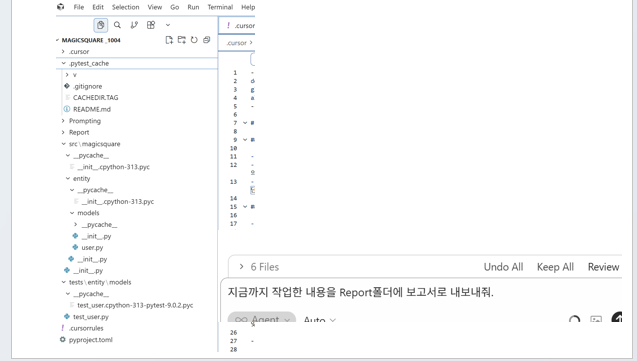 File Edit Selection View Go Run Terminal Help
MAGICSQUARE _1004
.cursor
.pytest_cache
v
.gitignore
CACHEDIR.TAG
README.md
Prompting
Report
src \ magicsquare
__pycache__
__init__.cpython-313.pyc
entity
__pycache__
__init__.cpython-313.pyc
models
__pycache__
__init__.py
user.py
__init__.py
__init__.py
tests \ entity \ models
__pycache__
test_user.cpython-313-pytest-9.0.2.pyc
test_user.py
.cursorrules
pyproject.toml
.cursor
.cursor >
1
2
3
4
5
6
7
8
9
10
11
12
13
14
15
16
17
6 Files Undo All Keep All Review
지금까지 작업한 내용을 Report폴더에 보고서로 내보내줘.
Agent Auto
26
27
28